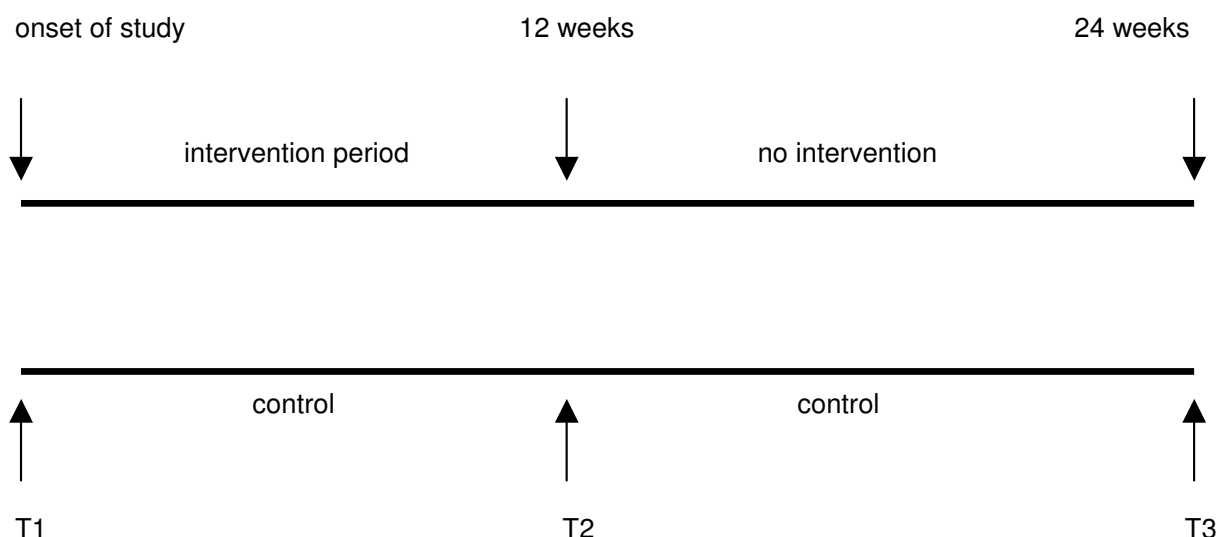 onset of study 12 weeks 24 weeks
intervention period no intervention
control control
T1 T2 T3